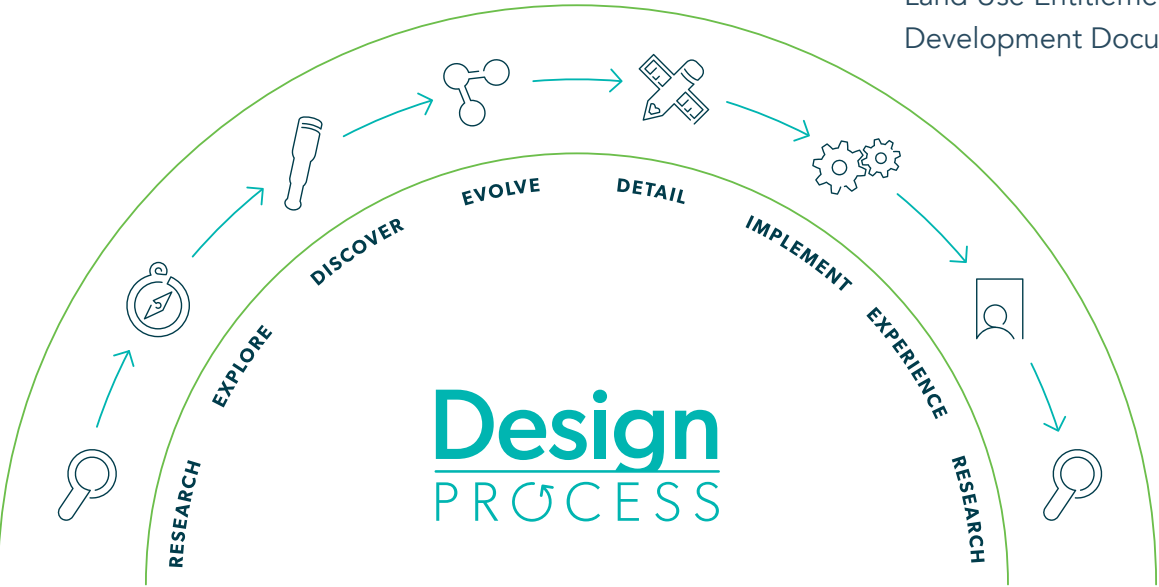 Development Docu
EVOLVE
DETAIL
DISCOVER
IMPLEMENT
EXPLORE
EXPERIENCE
RESEARCH
RESEARCH
Design
PROCESS